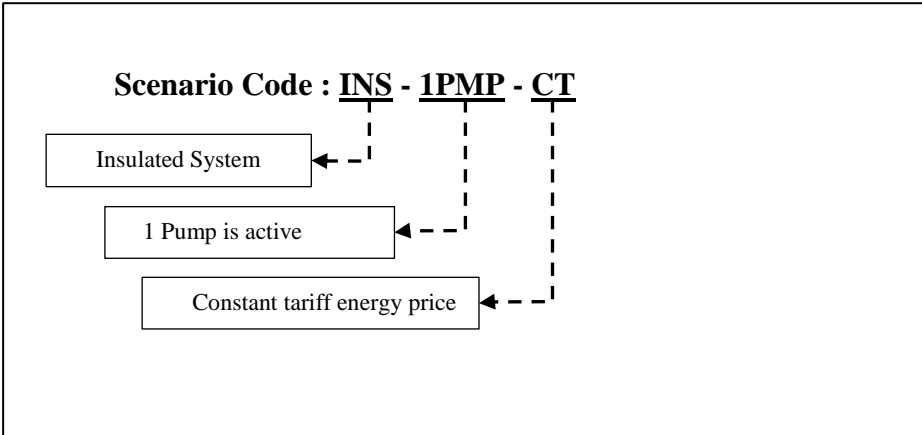 Scenario Code : INS - 1PMP - CT
Insulated System
1 Pump is active
Constant tariff energy price